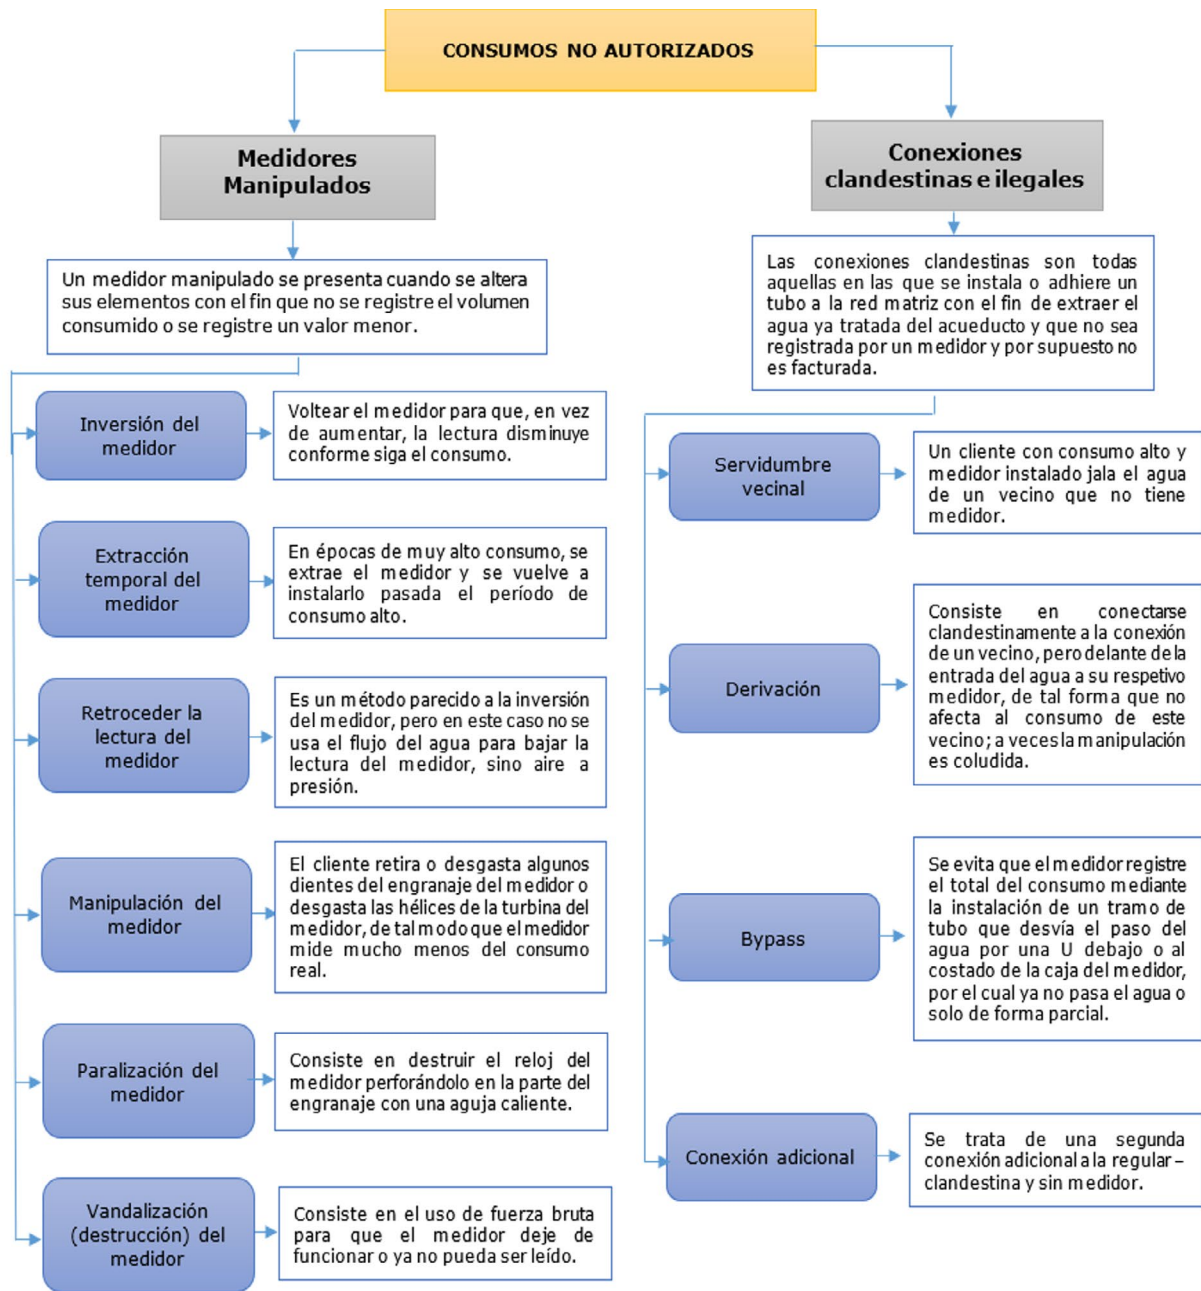 CONSUMOS NO AUTORIZADOS
Medidores
Manipulados
Un medidor manipulado se presenta cuando se altera
sus elementos con el fin que no se registre el volumen
consumido o se registre un valor menor.
Inversión del
medidor
Voltear el medidor para que, en vez
de aumentar, la lectura disminuye
conforme siga el consumo.
Extracción
temporal del
medidor
En épocas de muy alto consumo, se
extrae el medidor y se vuelve a
instalarlo pasada el período de
consumo alto.
Retroceder la
lectura del
medidor
Es un método parecido a la inversión
del medidor, pero en este caso no se
usa el flujo del agua para bajar la
lectura del medidor, sino aire a
presión.
Manipulación del
medidor
El cliente retira o desgasta algunos
dientes del engranaje del medidor o
desgasta las hélices de la turbina del
medidor, de tal modo que el medidor
mide mucho menos del consumo
real.
Paralización del
medidor
Consiste en destruir el reloj del
medidor perforándolo en la parte del
engranaje con una aguja caliente.
Vandalización
(destrucción) del
medidor
Consiste en el uso de fuerza bruta
para que el medidor deje de
funcionar o ya no pueda ser leído.
Conexiones
clandestinas e ilegales
Las conexiones clandestinas son todas
aquellas en las que se instala o adhiere un
tubo a la red matriz con el fin de extraer el
agua ya tratada del acueducto y que no sea
registrada por un medidor y por supuesto no
es facturada.
Servidumbre
vecinal
Un cliente con consumo alto y
medidor instalado jala el agua
de un vecino que no tiene
medidor.
Derivación
Consiste en conectarse
clandestinamente a la conexión
de un vecino, pero delante de la
entrada del agua a su respetivo
medidor, de tal forma que no
afecta al consumo de este
vecino; a veces la manipulación
es coludida.
Bypass
Se evita que el medidor registre
el total del consumo mediante
la instalación de un tramo de
tubo que desvía el paso del
agua por una U debajo o al
costado de la caja del medidor,
por el cual ya no pasa el agua o
solo de forma parcial.
Conexión adicional
Se trata de una segunda
conexión adicional a la regular –
clandestina y sin medidor.